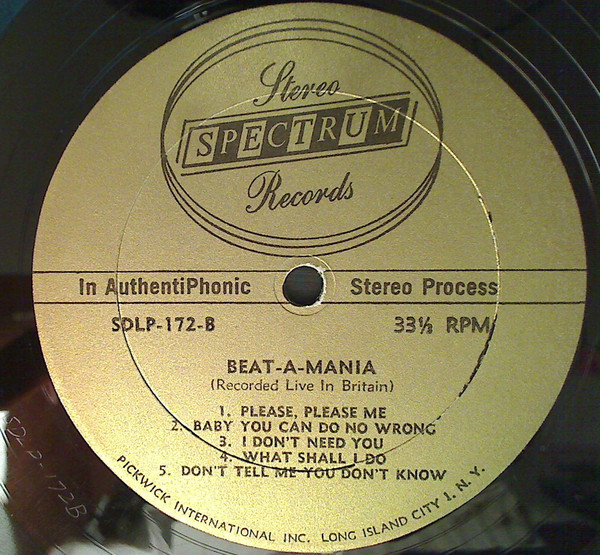 Stereo
SPECTRUM
Records
In AuthentiPhonic Stereo Process
SDLP-172-B 33⅓ RPM
BEAT-A-MANIA
(Recorded Live In Britain)
1. PLEASE, PLEASE ME
2. BABY YOU CAN DO NO WRONG
3. I DON'T NEED YOU
4. WHAT SHALL I DO
5. DON'T TELL ME YOU DON'T KNOW
PICKWICK INTERNATIONAL INC. LONG ISLAND CITY 1. N. Y.
SDLP-172B